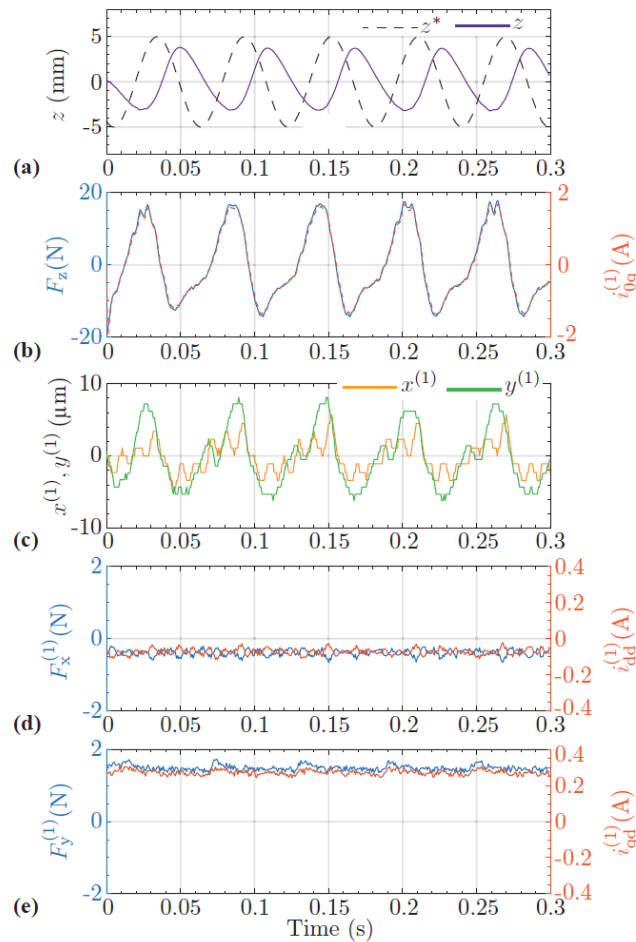 z* z
5
0
-5
z (mm)
0 0.05 0.1 0.15 0.2 0.25 0.3
(a)
20
0
-20
F_z(N)
2
0
-2
i_{0q}^{(1)}(A)
0 0.05 0.1 0.15 0.2 0.25 0.3
(b)
x^{(1)} y^{(1)}
10
0
-10
x^{(1)}, y^{(1)} (μm)
0 0.05 0.1 0.15 0.2 0.25 0.3
(c)
2
0
-2
F_x^{(1)}(N)
0.4
0.2
0
-0.2
-0.4
i_{dd}^{(1)}(A)
0 0.05 0.1 0.15 0.2 0.25 0.3
(d)
2
0
-2
F_y^{(1)}(N)
0.4
0.2
0
-0.2
-0.4
i_{qd}^{(1)}(A)
0 0.05 0.1 0.15 0.2 0.25 0.3
(e)
Time (s)